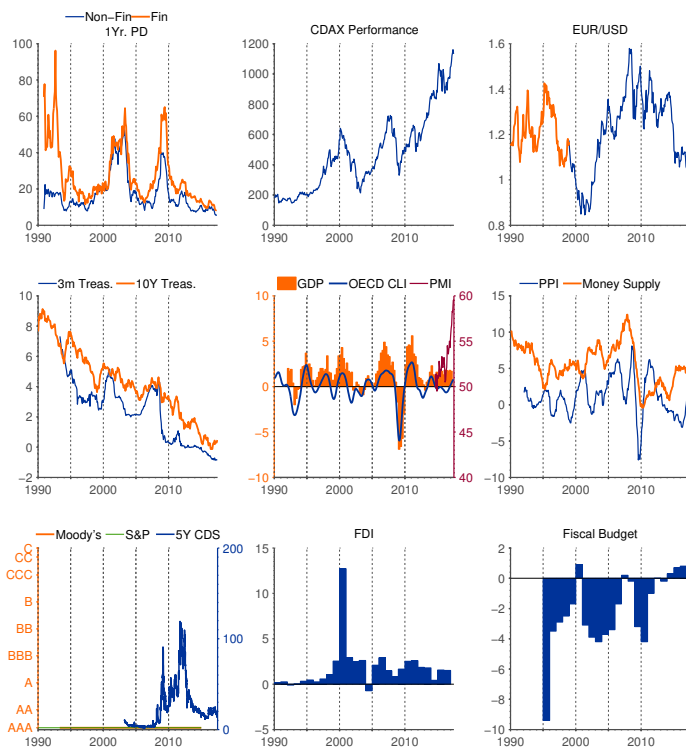 Non-Fin Fin
1Yr. PD
100
80
60
40
20
0
1990 2000 2010
CDAX Performance
1200
1000
800
600
400
200
0
1990 2000 2010
EUR/USD
1.6
1.4
1.2
1
0.8
1990 2000 2010
3m Treas. 10Y Treas.
10
8
6
4
2
0
−2
1990 2000 2010
GDP OECD CLI PMI
10 60
5
0 50
−5
−10 40
1990 2000 2010
PPI Money Supply
15
10
5
0
−5
−10
1990 2000 2010
Moody's S&P 5Y CDS
C 200
CC
CCC
B
BB 100
BBB
A
AA
AAA 0
1990 2000 2010
FDI
15
10
5
0
−5
1990 2000 2010
Fiscal Budget
2
0
−2
−4
−6
−8
−10
1990 2000 2010